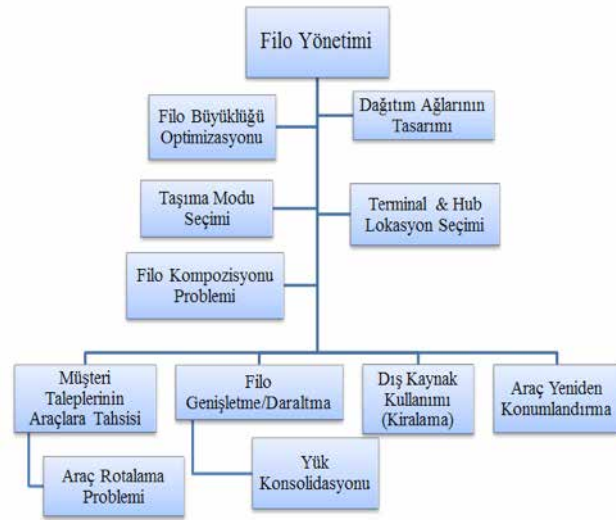 Filo Yönetimi
Filo Büyüklüğü
Optimizasyonu
Dağıtım Ağlarının
Tasarımı
Taşıma Modu
Seçimi
Terminal & Hub
Lokasyon Seçimi
Filo Kompozisyonu
Problemi
Müşteri
Taleplerinin
Araçlara Tahsisi
Filo
Genişletme/Daraltma
Dış Kaynak
Kullanımı
(Kiralama)
Araç Yeniden
Konumlandırma
Araç Rotalama
Problemi
Yük
Konsolidasyonu